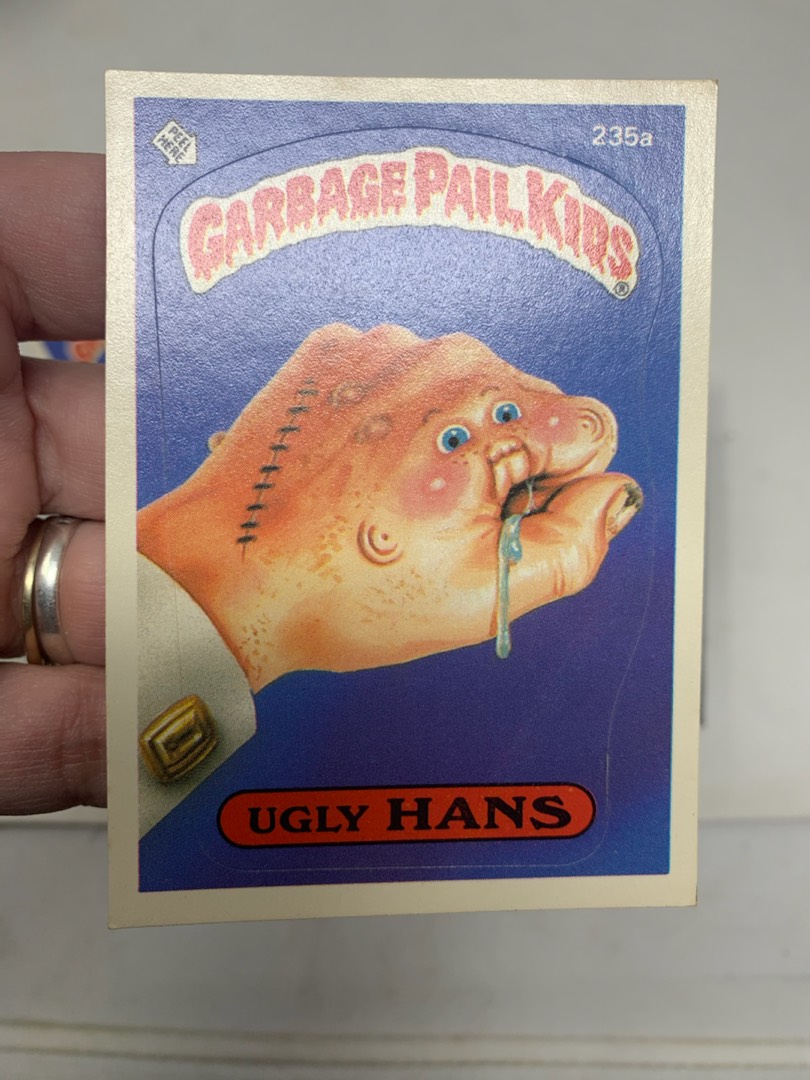 PEEL
HERE
235a
GARBAGE PAIL KIDS
®
UGLY HANS